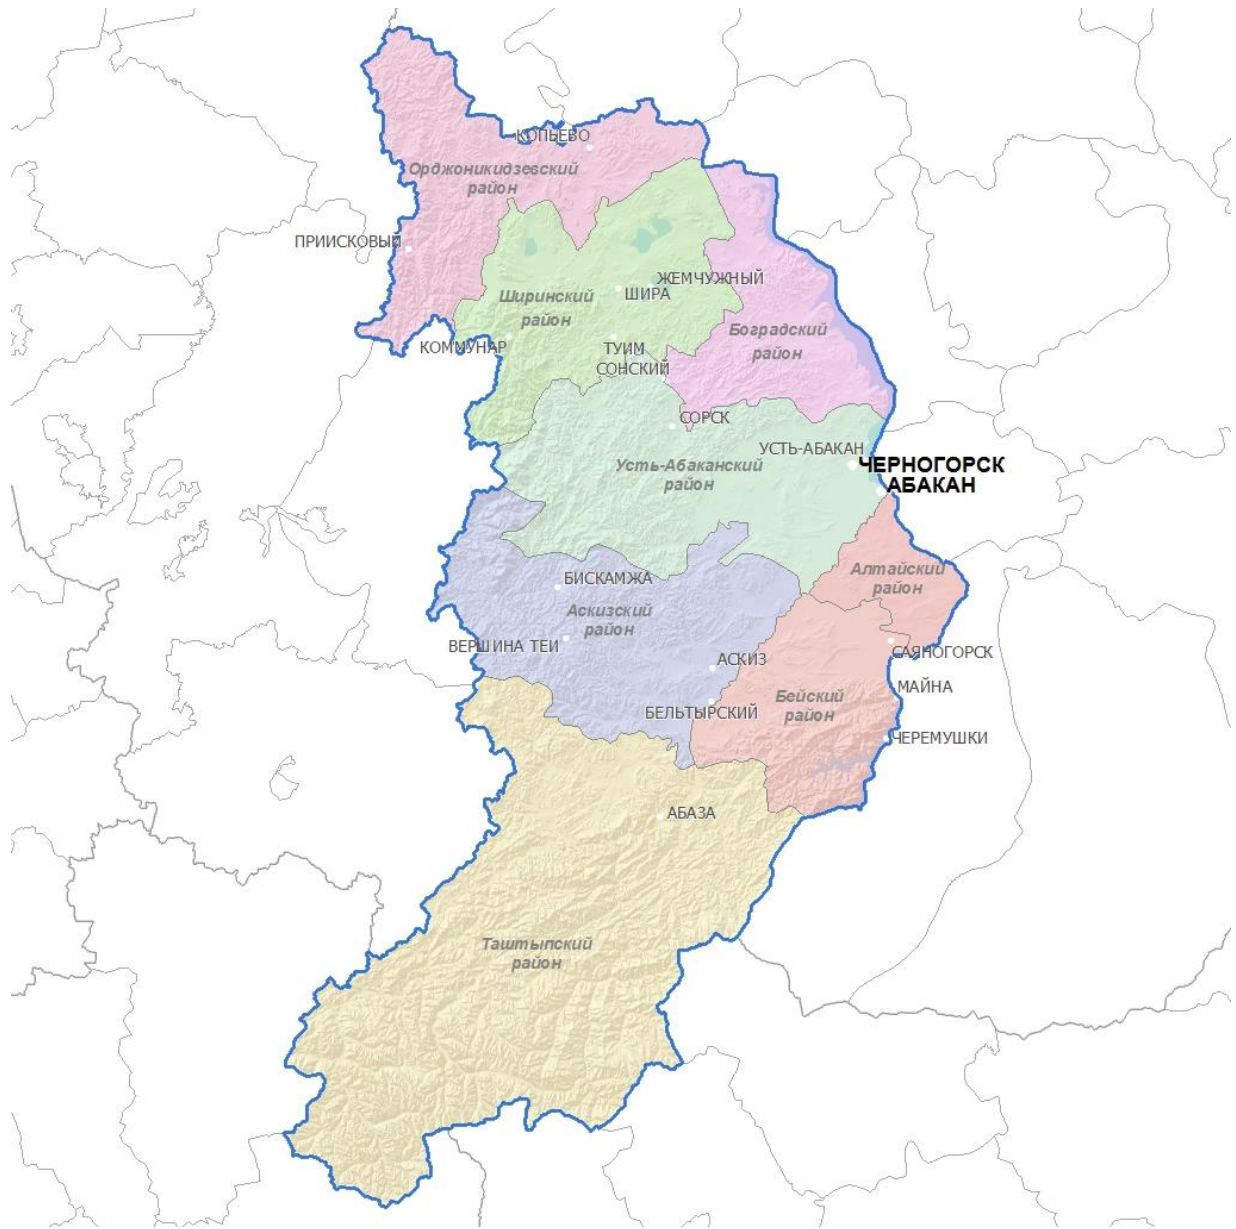 КОПЬЕВО
Орджоникидзевский
район
ПРИИСКОВЫЙ
ЖЕМЧУЖНЫЙ
ШИРА
Ширинский
район
Боградский
район
КОММУНАР
ТУИМ
СОНСКИЙ
СОРСК
УСТЬ-АБАКАН
Усть-Абаканский
район
ЧЕРНОГОРСК
АБАКАН
Алтайский
район
БИСКАМЖА
Аскизский
район
ВЕРШИНА ТЕИ
САЯНОГОРСК
АСКИЗ
МАЙНА
Бейский
район
БЕЛЬТЫРСКИЙ
ЧЕРЕМУШКИ
АБАЗА
Таштыпский
район